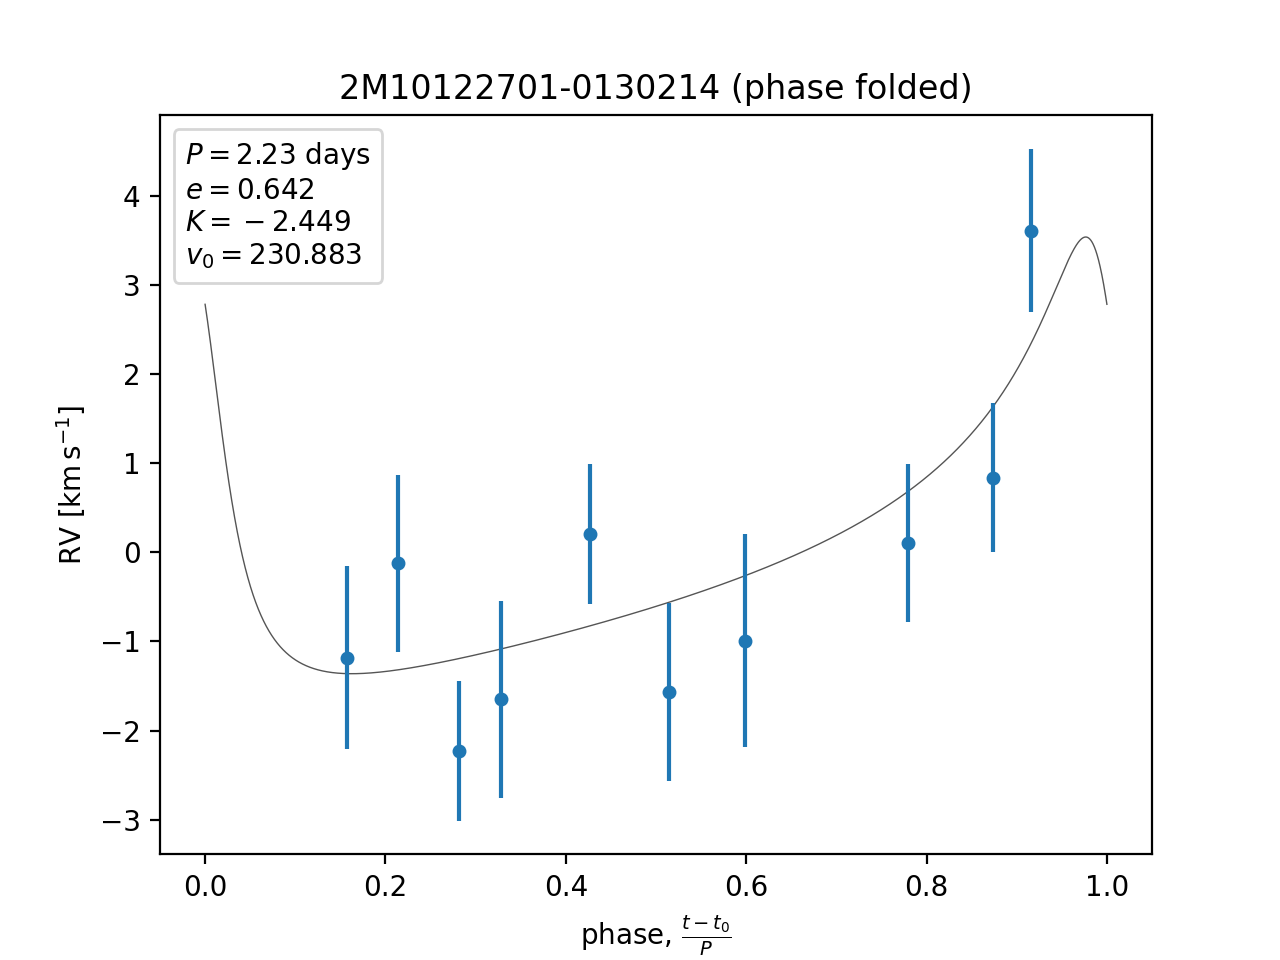 2M10122701-0130214 (phase folded)
P = 2.23 days
e = 0.642
K = −2.449
v₀ = 230.883
4
3
2
1
0
−1
−2
−3
RV [km s⁻¹]
0.0 0.2 0.4 0.6 0.8 1.0
phase, (t − t₀)/P